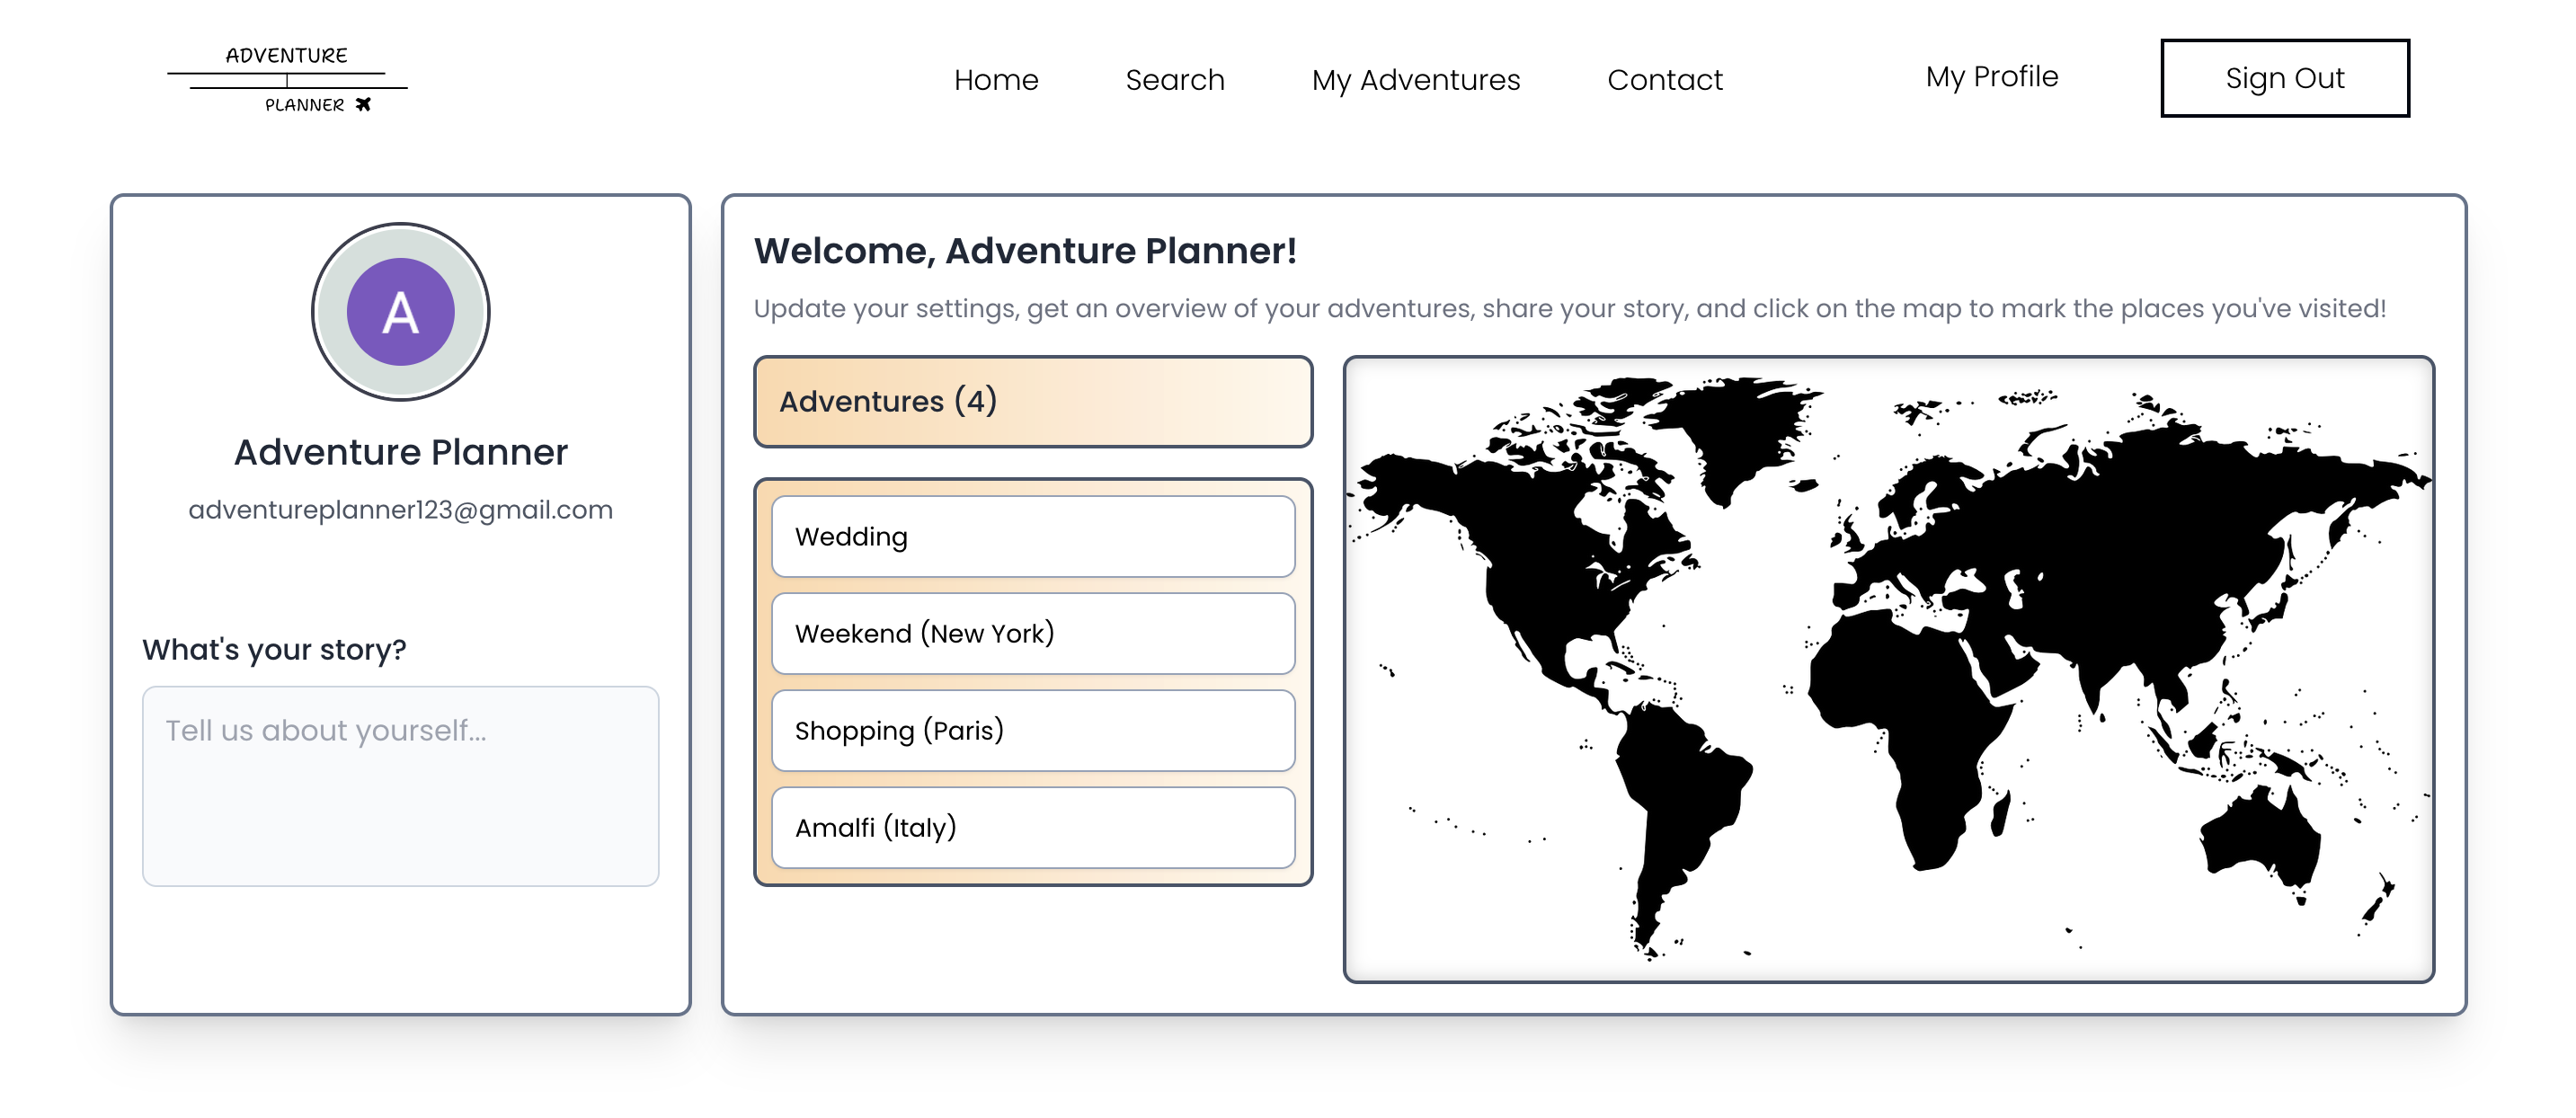 ADVENTURE
PLANNER
Home
Search
My Adventures
Contact
My Profile
Sign Out
A
Adventure Planner
adventureplanner123@gmail.com
What's your story?
Tell us about yourself...
Welcome, Adventure Planner!
Update your settings, get an overview of your adventures, share your story, and click on the map to mark the places you've visited!
Adventures (4)
Wedding
Weekend (New York)
Shopping (Paris)
Amalfi (Italy)